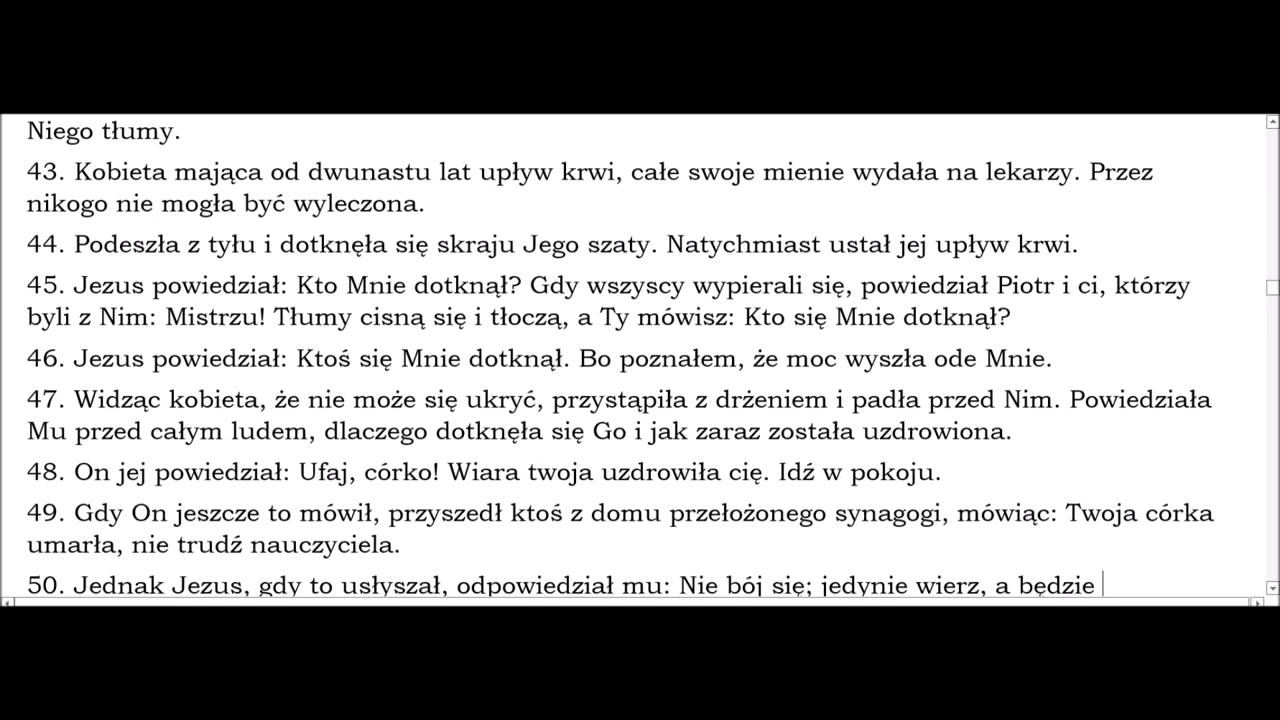 Niego tłumy.
43. Kobieta mająca od dwunastu lat upływ krwi, całe swoje mienie wydała na lekarzy. Przez
nikogo nie mogła być wyleczona.
44. Podeszła z tyłu i dotknęła się skraju Jego szaty. Natychmiast ustał jej upływ krwi.
45. Jezus powiedział: Kto Mnie dotknął? Gdy wszyscy wypierali się, powiedział Piotr i ci, którzy
byli z Nim: Mistrzu! Tłumy cisną się i tłoczą, a Ty mówisz: Kto się Mnie dotknął?
46. Jezus powiedział: Ktoś się Mnie dotknął. Bo poznałem, że moc wyszła ode Mnie.
47. Widząc kobieta, że nie może się ukryć, przystąpiła z drżeniem i padła przed Nim. Powiedziała
Mu przed całym ludem, dlaczego dotknęła się Go i jak zaraz została uzdrowiona.
48. On jej powiedział: Ufaj, córko! Wiara twoja uzdrowiła cię. Idź w pokoju.
49. Gdy On jeszcze to mówił, przyszedł ktoś z domu przełożonego synagogi, mówiąc: Twoja córka
umarła, nie trudź nauczyciela.
50. Jednak Jezus, gdy to usłyszał, odpowiedział mu: Nie bój się; jedynie wierz, a będzie